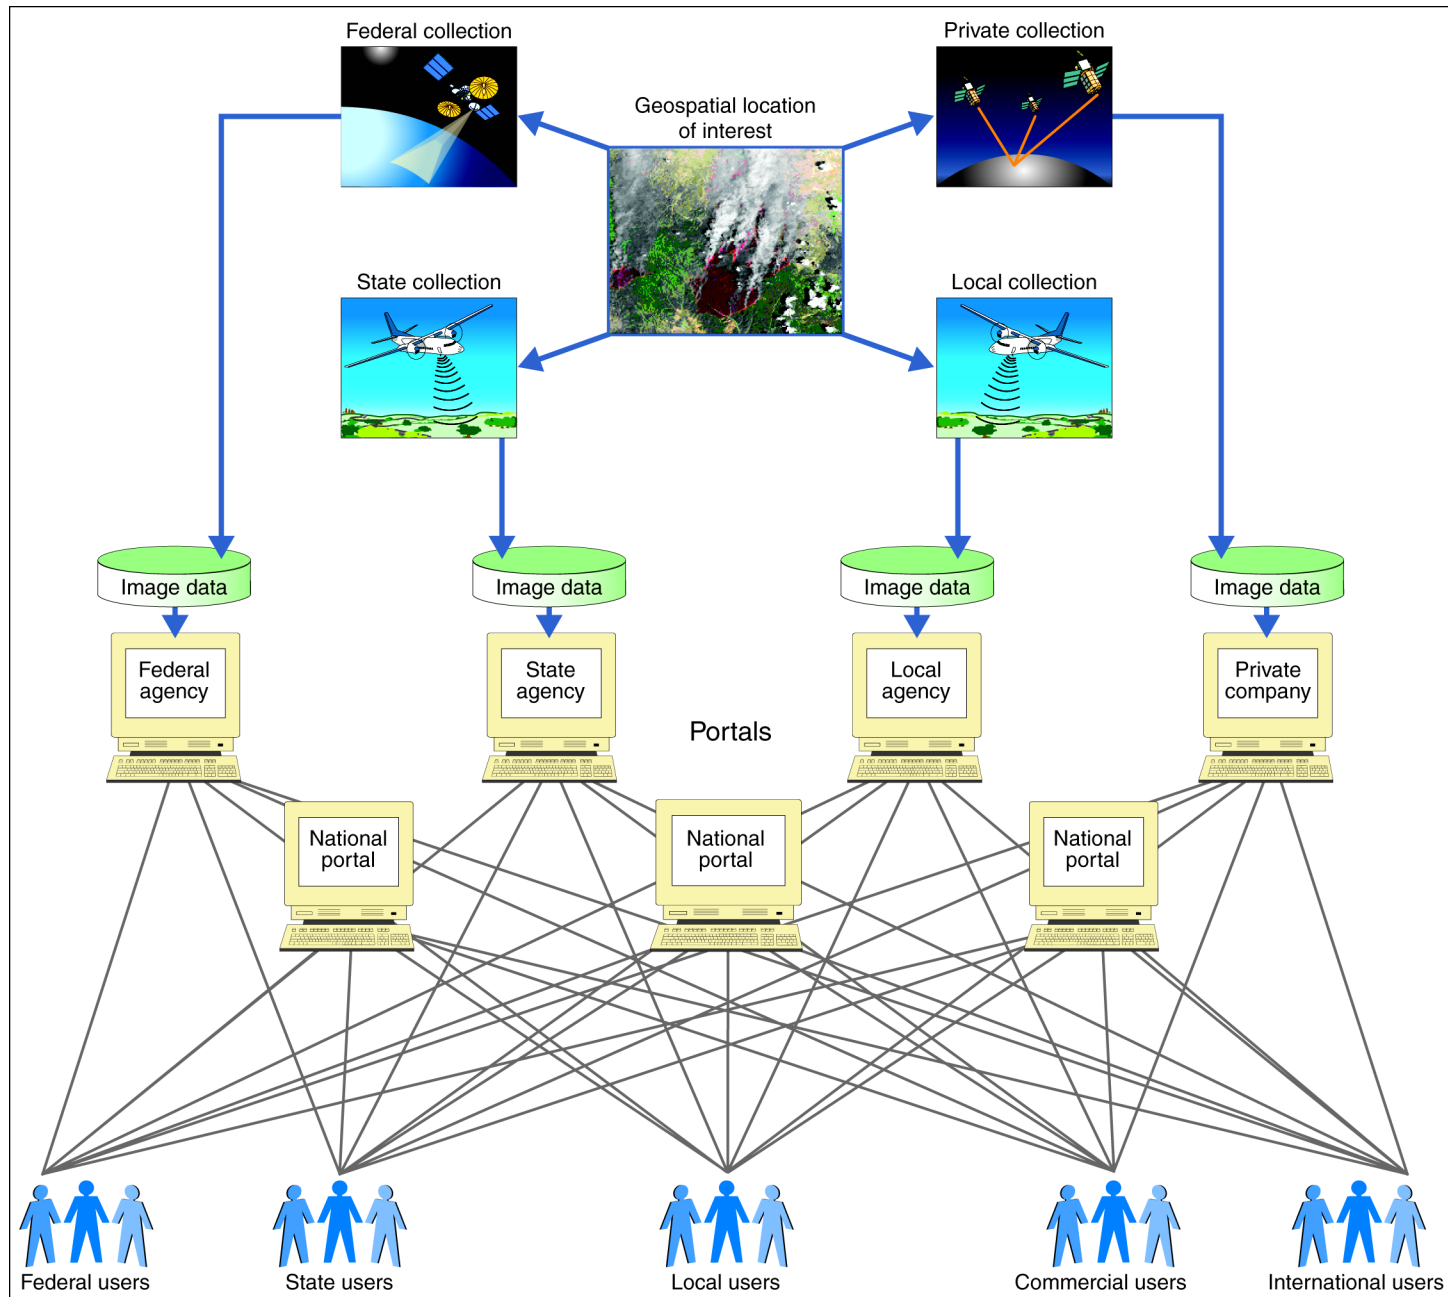 Federal collection
Private collection
Geospatial location
of interest
State collection
Local collection
Image data
Image data
Image data
Image data
Federal
agency
State
agency
Local
agency
Private
company
Portals
National
portal
National
portal
National
portal
Federal users
State users
Local users
Commercial users
International users